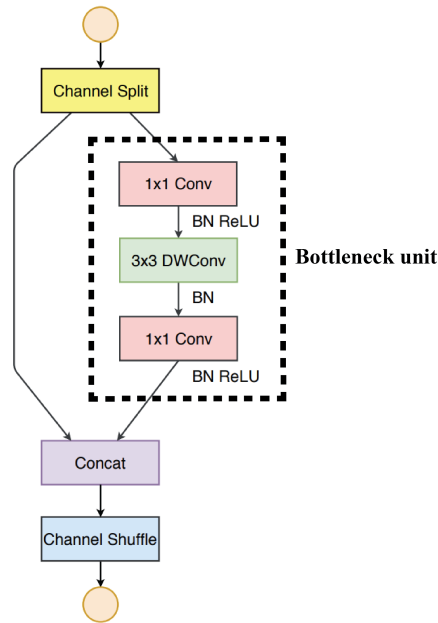 Channel Split
1x1 Conv
BN ReLU
3x3 DWConv
Bottleneck unit
BN
1x1 Conv
BN ReLU
Concat
Channel Shuffle